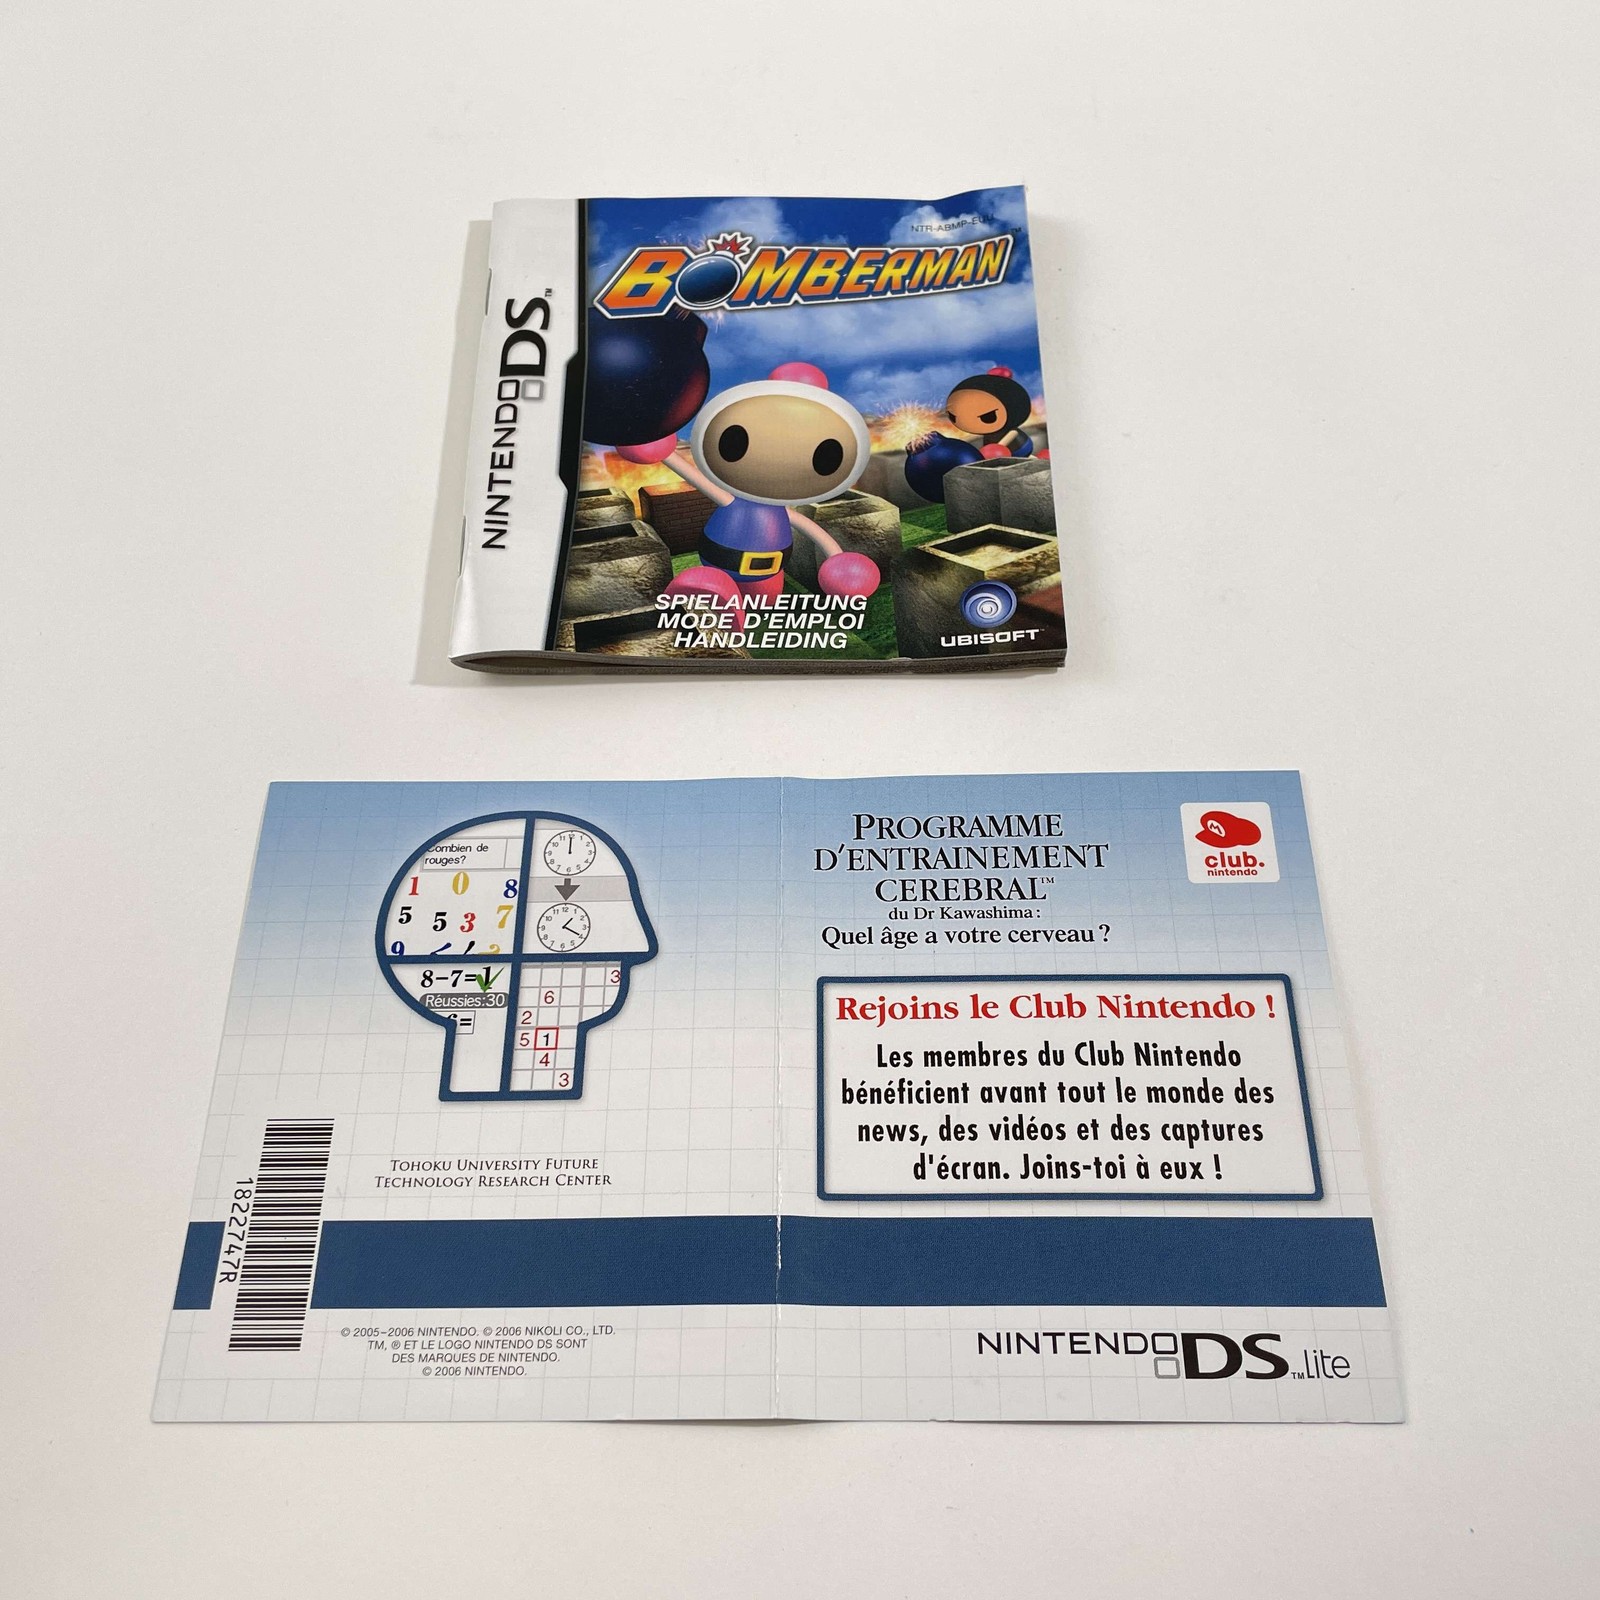 NINTENDO DS™
NTR-ABMP-EUU
BOMBERMAN™
SPIELANLEITUNG
MODE D'EMPLOI
HANDLEIDING
UBISOFT
Combien de
rouges?
1 0 8
5 5 3 7
9
8-7=1
Réussies:30
6=
3
6
2
5 1
4
3
TOHOKU UNIVERSITY FUTURE
TECHNOLOGY RESEARCH CENTER
1822747R
© 2005–2006 NINTENDO. © 2006 NIKOLI CO., LTD.
TM, ® ET LE LOGO NINTENDO DS SONT
DES MARQUES DE NINTENDO.
© 2006 NINTENDO.
PROGRAMME
D'ENTRAINEMENT
CEREBRAL™
du Dr Kawashima :
Quel âge a votre cerveau ?
M
club.
nintendo
Rejoins le Club Nintendo !
Les membres du Club Nintendo
bénéficient avant tout le monde des
news, des vidéos et des captures
d'écran. Joins-toi à eux !
NINTENDO DS™ Lite